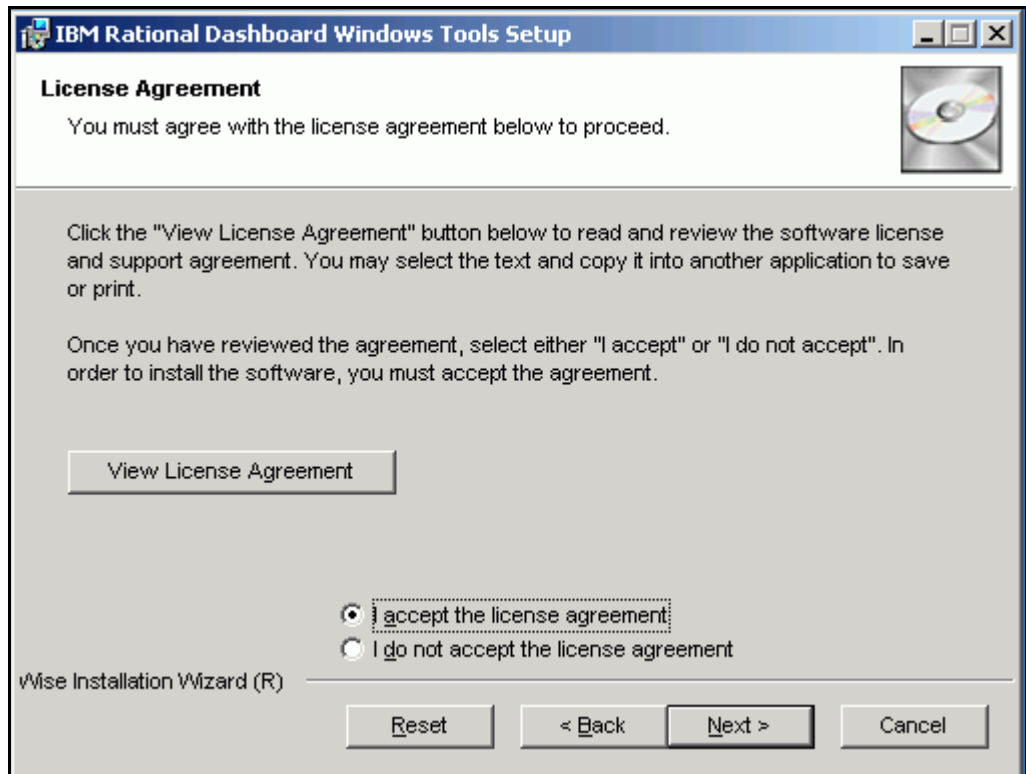 IBM Rational Dashboard Windows Tools Setup
License Agreement
You must agree with the license agreement below to proceed.
Click the "View License Agreement" button below to read and review the software license
and support agreement. You may select the text and copy it into another application to save
or print.
Once you have reviewed the agreement, select either "I accept" or "I do not accept". In
order to install the software, you must accept the agreement.
View License Agreement
I accept the license agreement
I do not accept the license agreement
Wise Installation Wizard (R)
Reset < Back Next > Cancel